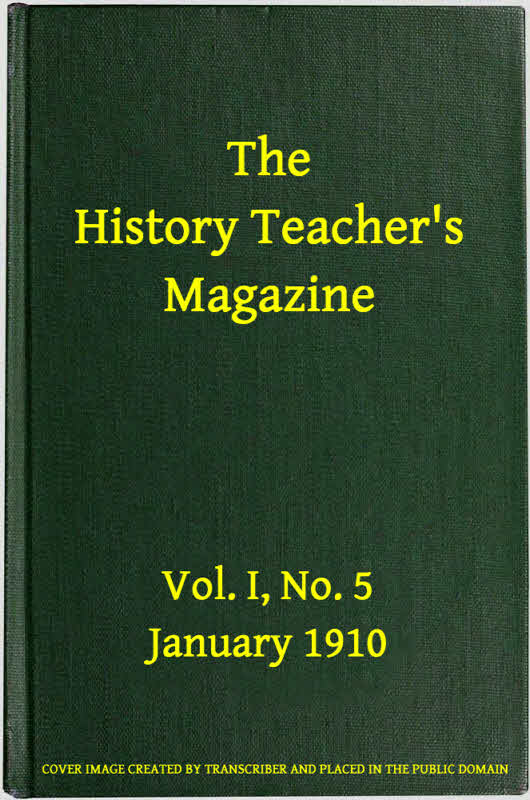 The
History Teacher's
Magazine
Vol. I, No. 5
January 1910
COVER IMAGE CREATED BY TRANSCRIBER AND PLACED IN THE PUBLIC DOMAIN